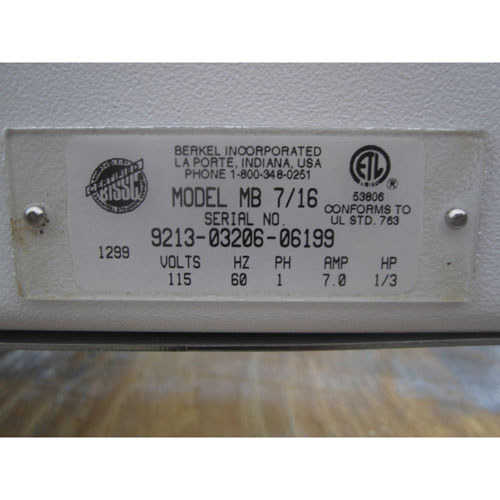 CERTIFIED
BISSC
BERKEL INCORPORATED
LA PORTE, INDIANA, USA
PHONE 1-800-348-0251
MODEL MB 7/16
SERIAL NO.
9213-03206-06199
ETL
®
53806
CONFORMS TO
UL STD. 763
1299
VOLTS HZ PH AMP HP
115 60 1 7.0 1/3